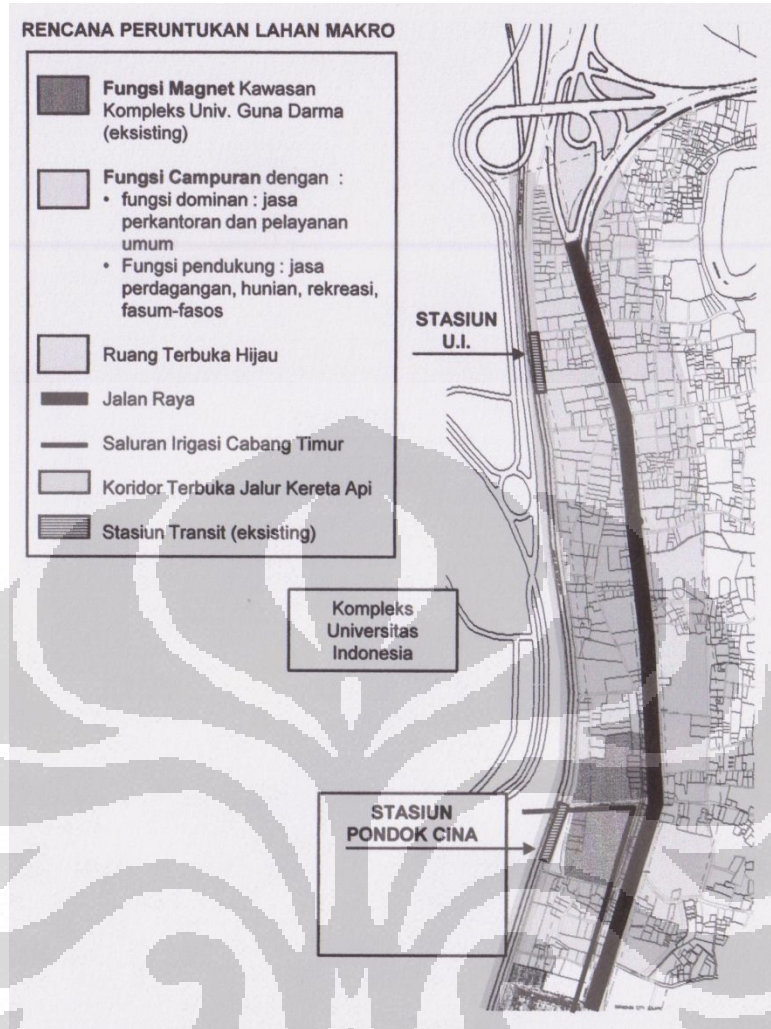 RENCANA PERUNTUKAN LAHAN MAKRO
Fungsi Magnet Kawasan
Kompleks Univ. Guna Darma
(eksisting)
Fungsi Campuran dengan :
• fungsi dominan : jasa
perkantoran dan pelayanan
umum
• Fungsi pendukung : jasa
perdagangan, hunian, rekreasi,
fasum-fasos
Ruang Terbuka Hijau
Jalan Raya
Saluran Irigasi Cabang Timur
Koridor Terbuka Jalur Kereta Api
Stasiun Transit (eksisting)
STASIUN
U.I.
Kompleks
Universitas
Indonesia
STASIUN
PONDOK CINA